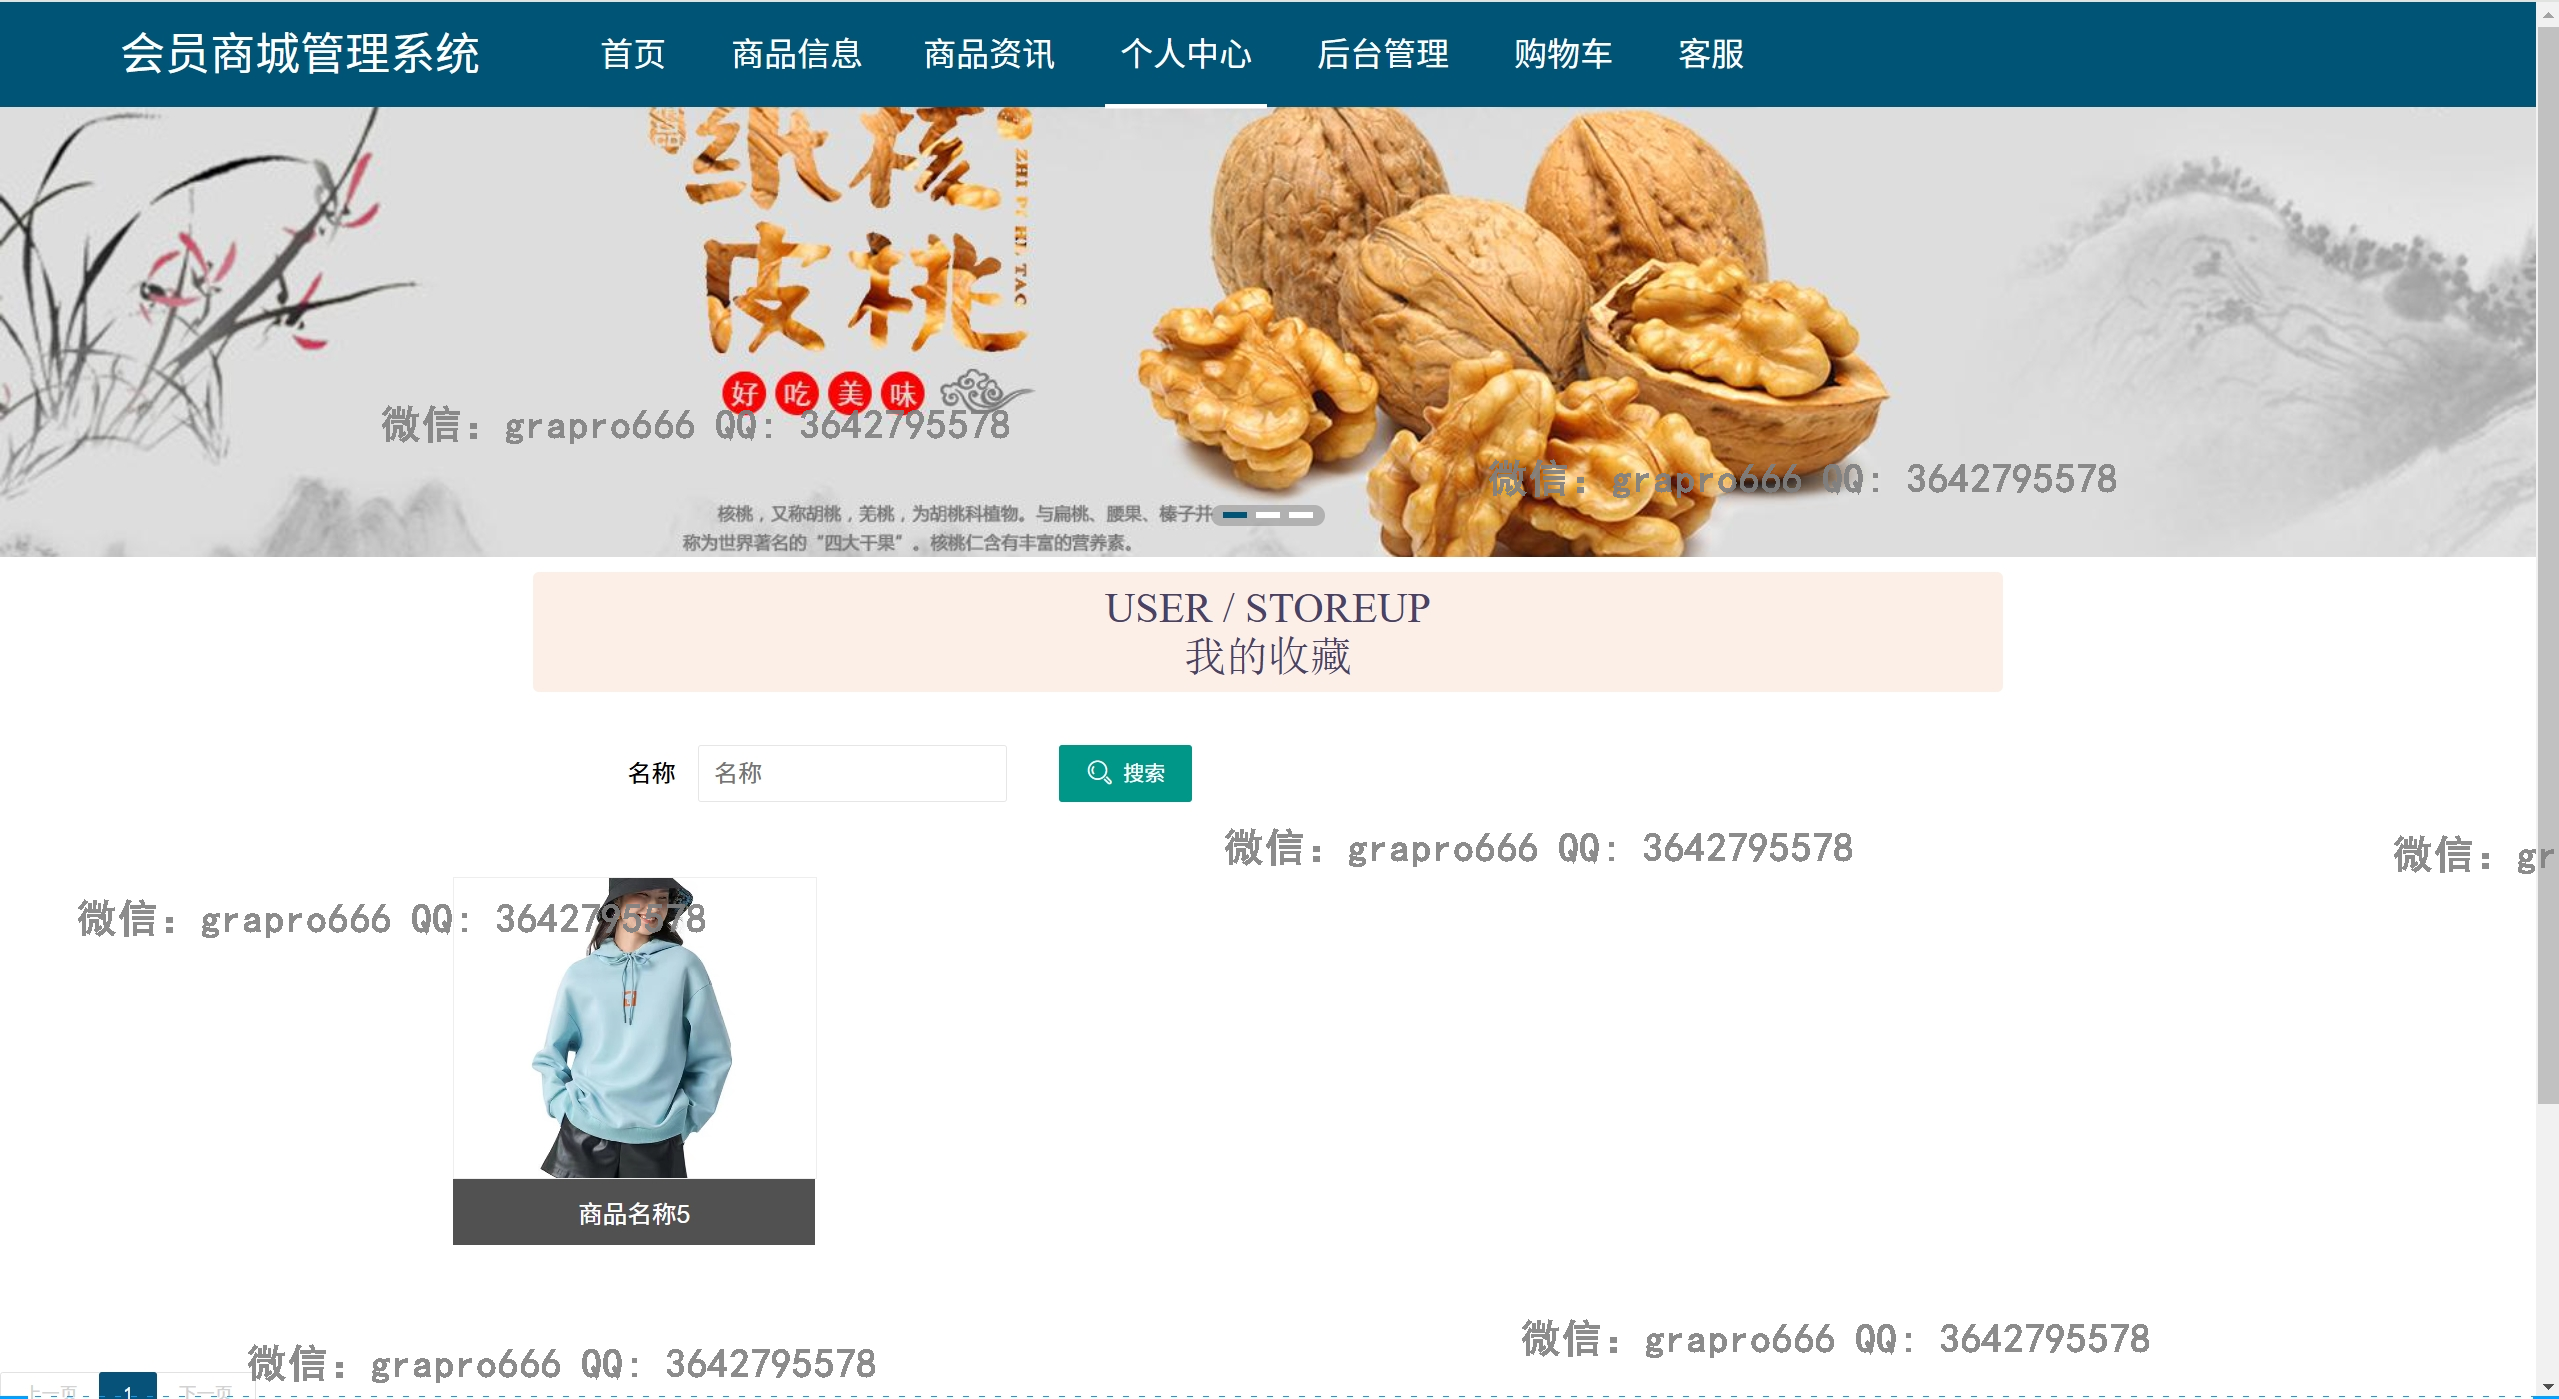 会员商城管理系统 首页 商品信息 商品资讯 个人中心 后台管理 购物车 客服
纸核
皮桃
ZHI PI HE TAO
好吃美味
微信：grapro666 QQ: 3642795578
微信：grapro666 QQ: 3642795578
核桃，又称胡桃，羌桃，为胡桃科植物。与扁桃、腰果、榛子并
称为世界著名的“四大干果”。核桃仁含有丰富的营养素。
USER / STOREUP
我的收藏
名称 名称 搜索
微信：grapro666 QQ: 3642795578
微信：gr
微信：grapro666 QQ: 3642795578
商品名称5
微信：grapro666 QQ: 3642795578
微信：grapro666 QQ: 3642795578
上一页 1 下一页